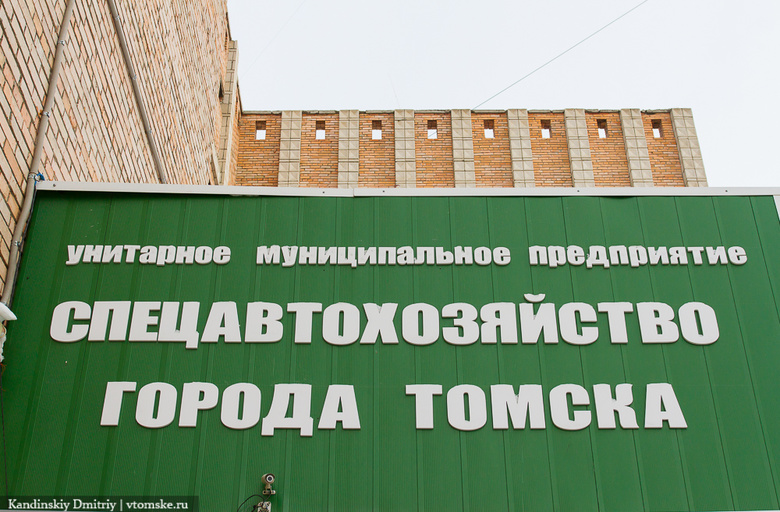 унитарное муниципальное предприятие
СПЕЦАВТОХОЗЯЙСТВО
ГОРОДА ТОМСКА
Kandinskiy Dmitriy | vtomske.ru